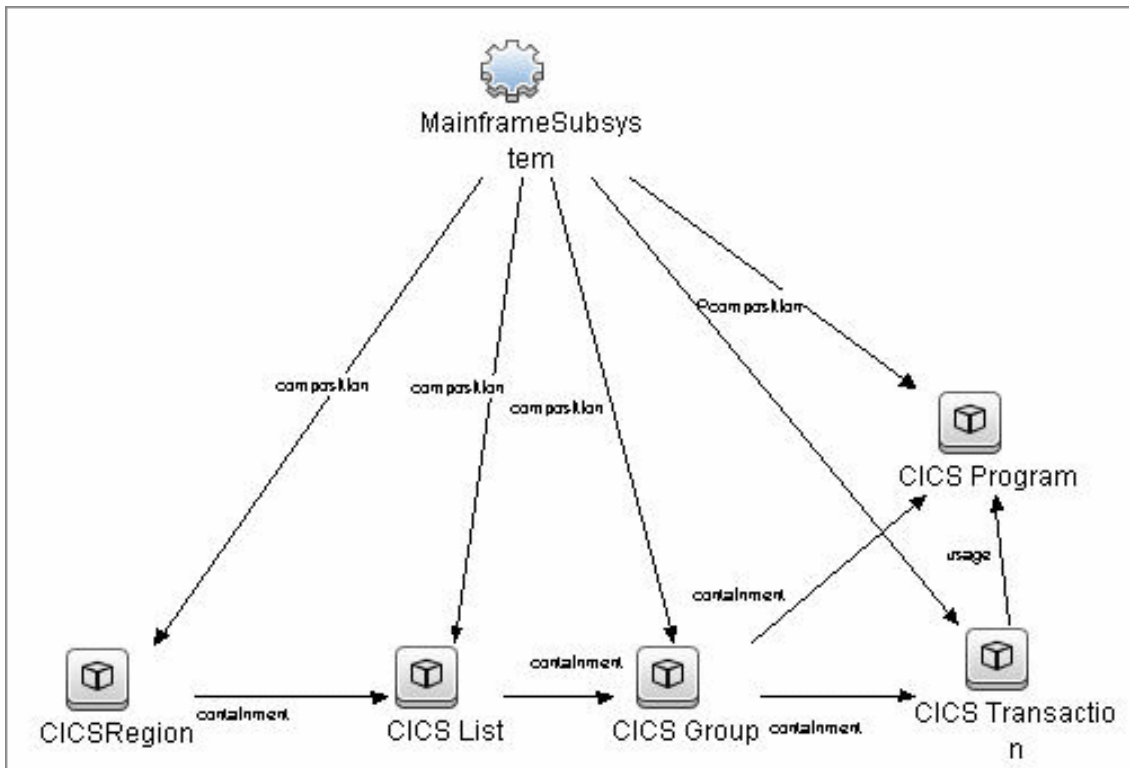 MainframeSubsys
tem
Pcomposition
composition
composition
composition
CICS Program
usage
containment
containment
CICSRegion
containment
CICS List
CICS Group
containment
CICS Transactio
n